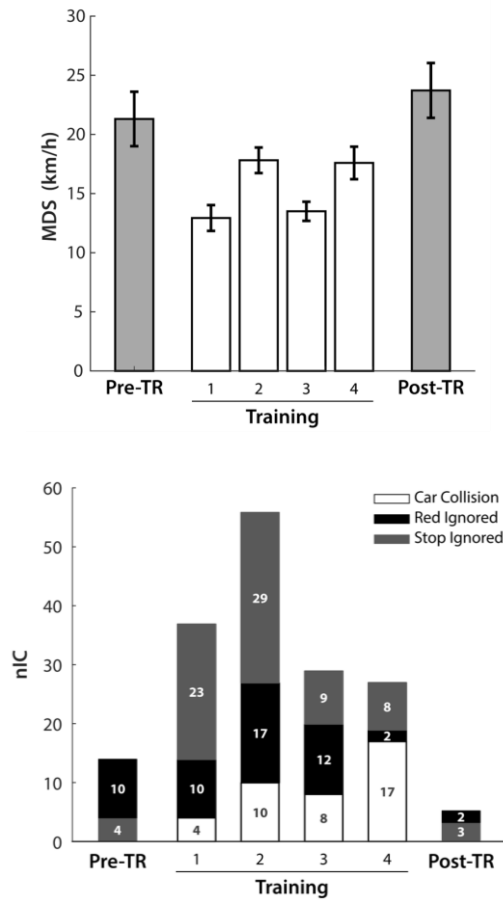 30
25
20
15
10
5
0
MDS (km/h)
Pre-TR
1 2 3 4
Post-TR
Training
60
50
40
30
20
10
0
nIC
Car Collision
Red Ignored
Stop Ignored
29
23
17
9
8
10
10
12
2
17
4
4
10
8
2
3
Pre-TR
1 2 3 4
Post-TR
Training